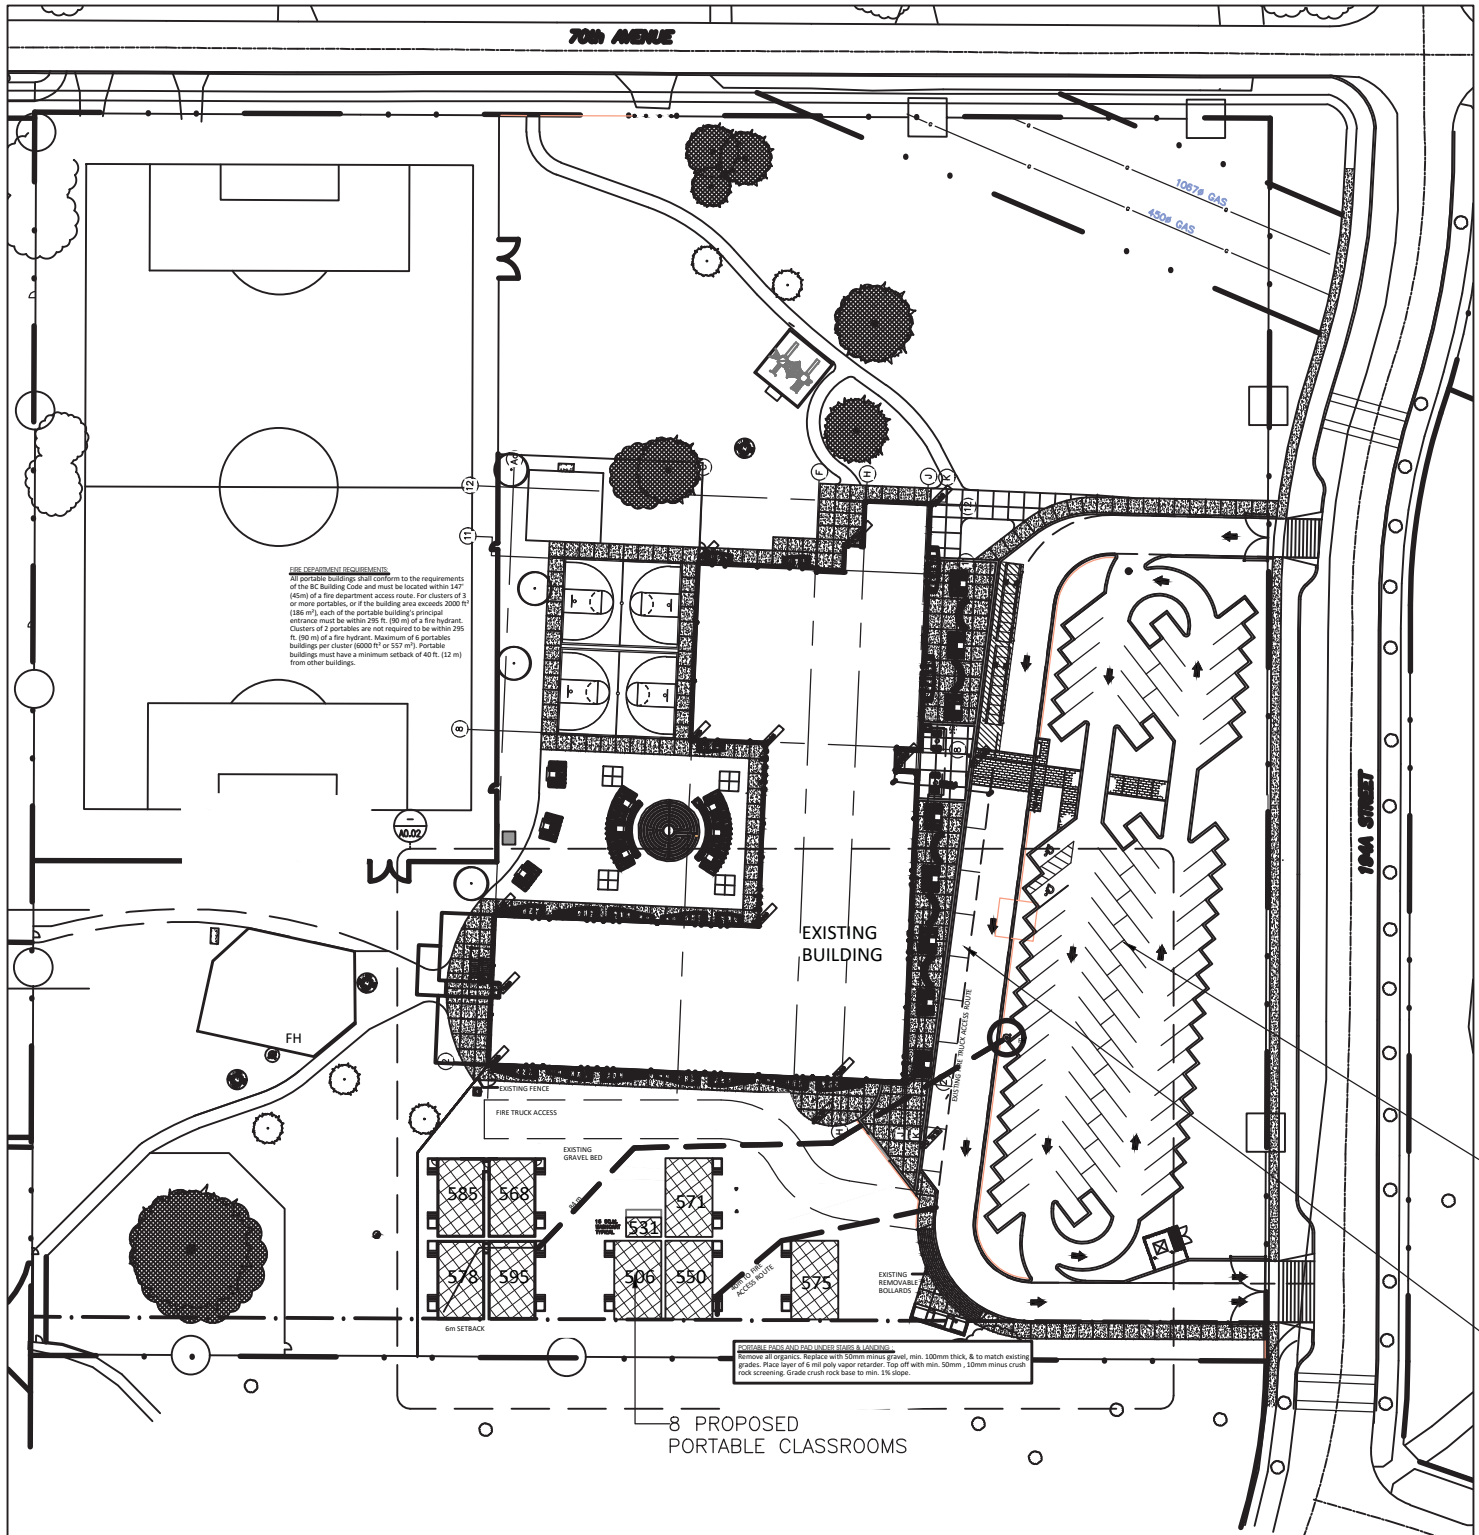 70th AVENUE
1067ø GAS
450ø GAS
F
H
J
K
12
(12)
11
FIRE DEPARTMENT REQUIREMENTS:
All portable buildings shall conform to the requirements
of the BC Building Code and must be located within 147'
(45m) of a fire department access route. For clusters of 3
or more portables, or if the building area exceeds 2000 ft²
(186 m²), each of the portable building's principal
entrance must be within 295 ft. (90 m) of a fire hydrant.
Clusters of 2 portables are not required to be within 295
ft. (90 m) of a fire hydrant. Maximum of 6 portables
buildings per cluster (6000 ft² or 557 m²). Portable
buildings must have a minimum setback of 40 ft. (12 m)
from other buildings.
8
(8)
194A STREET
A0.02
EXISTING
BUILDING
FH
EXISTING FIRE TRUCK ACCESS ROUTE
EXISTING FENCE
FIRE TRUCK ACCESS
H
EXISTING
GRAVEL BED
585
568
571
531
578
595
506
550
575
ACCESS ROUTE
EXISTING
REMOVABLE
BOLLARDS
6m SETBACK
PORTABLE PADS AND PAD UNDER STAIRS & LANDING :
Remove all organics. Replace with 50mm minus gravel, min. 100mm thick, & to match existing
grades. Place layer of 6 mil poly vapor retarder. Top off with min. 50mm , 10mm minus crush
rock screening. Grade crush rock base to min. 1% slope.
8 PROPOSED
PORTABLE CLASSROOMS